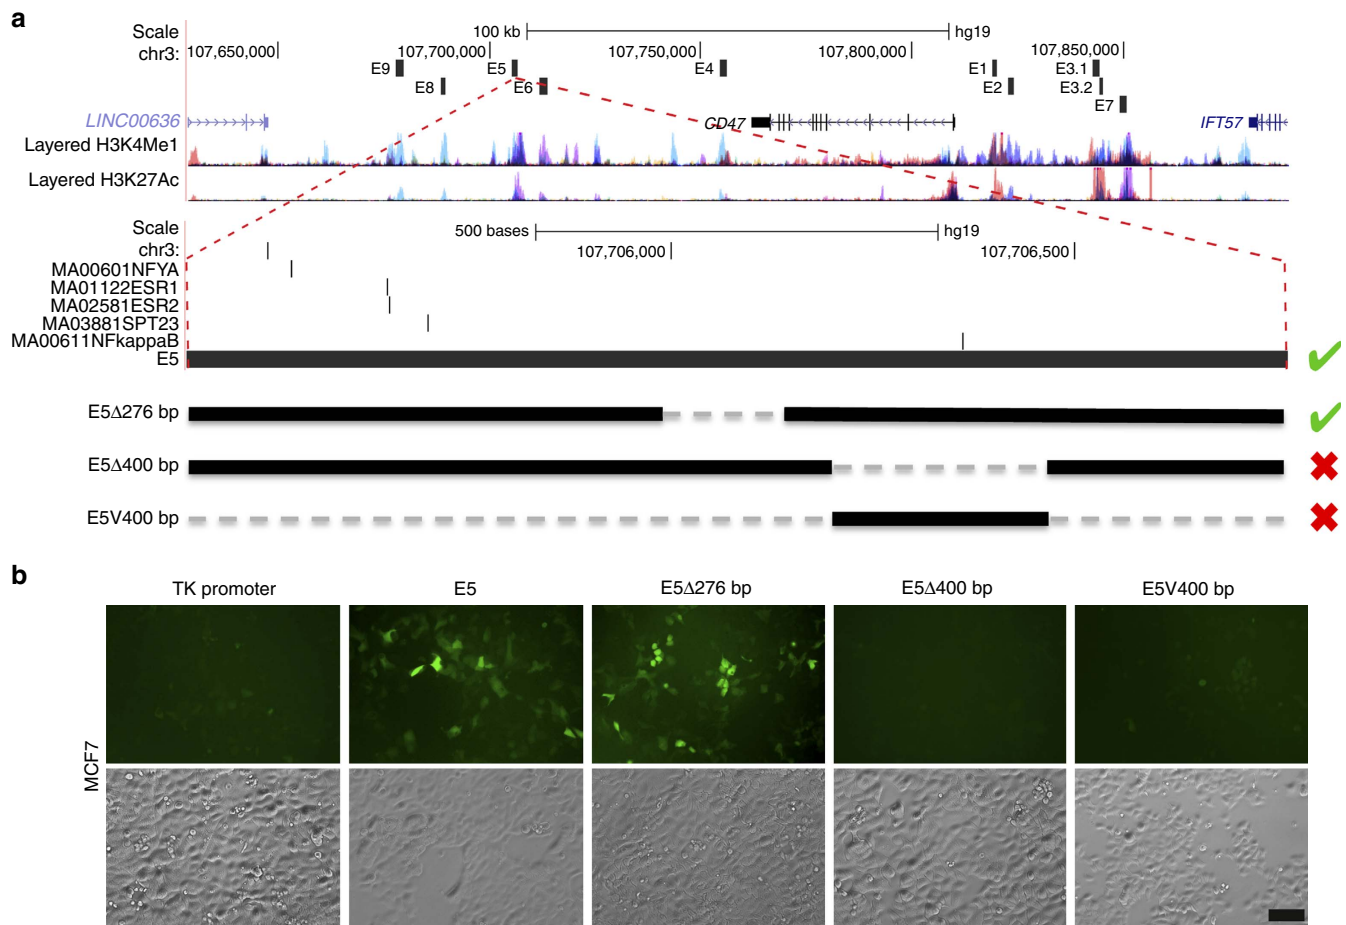 a
Scale 100 kb hg19
chr3: 107,650,000 107,700,000 107,750,000 107,800,000 107,850,000
E9 E5 E4 E1 E3.1
E8 E6 E2 E3.2
E7
LINC00636 CD47 IFT57
Layered H3K4Me1
Layered H3K27Ac
Scale 500 bases hg19
chr3: 107,706,000 107,706,500
MA00601NFYA
MA01122ESR1
MA02581ESR2
MA03881SPT23
MA00611NFkappaB
E5
E5Δ276 bp
E5Δ400 bp
E5V400 bp
b
TK promoter E5 E5Δ276 bp E5Δ400 bp E5V400 bp
MCF7